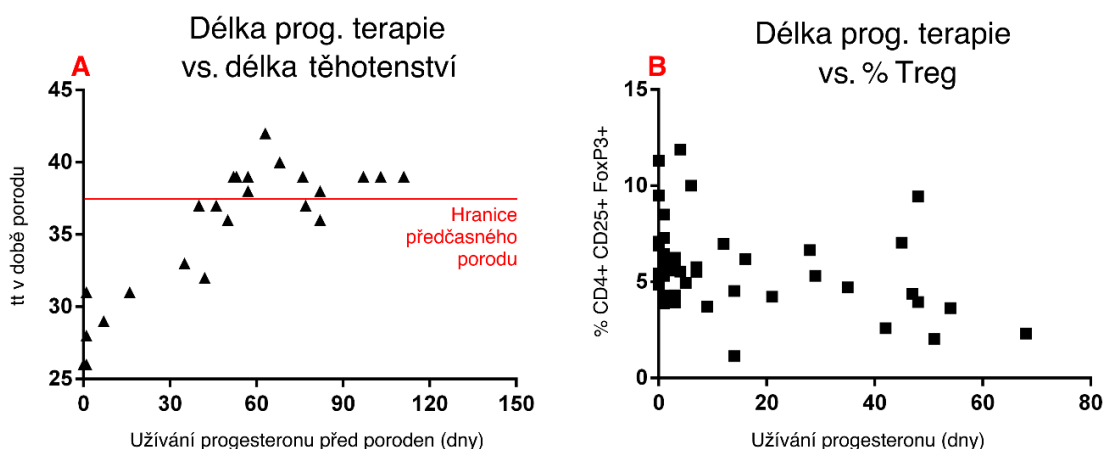 Délka prog. terapie
vs. délka těhotenství
A
45
40
35
30
25
tt v době porodu
Hranice
předčasného
porodu
0
30
60
90
120
150
Užívání progesteronu před poroden (dny)
Délka prog. terapie
vs. % Treg
B
15
10
5
0
% CD4+ CD25+ FoxP3+
0
20
40
60
80
Užívání progesteronu (dny)